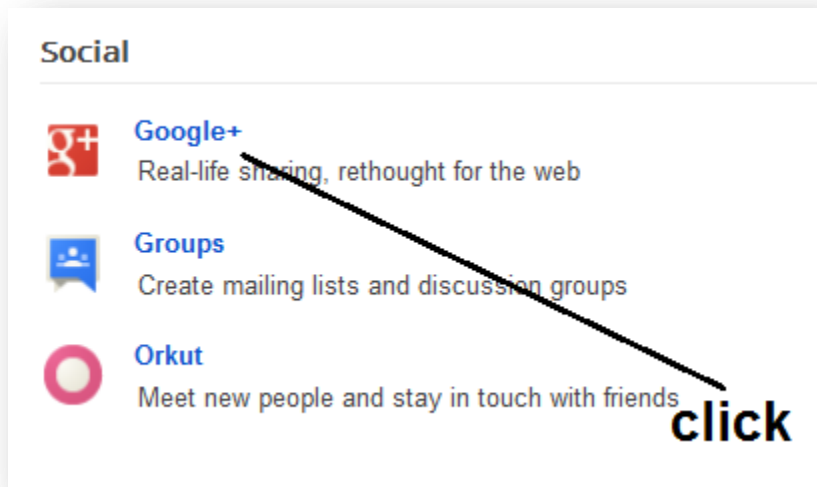 Social
g+
Google+
Real-life sharing, rethought for the web
Groups
Create mailing lists and discussion groups
Orkut
Meet new people and stay in touch with friends
click